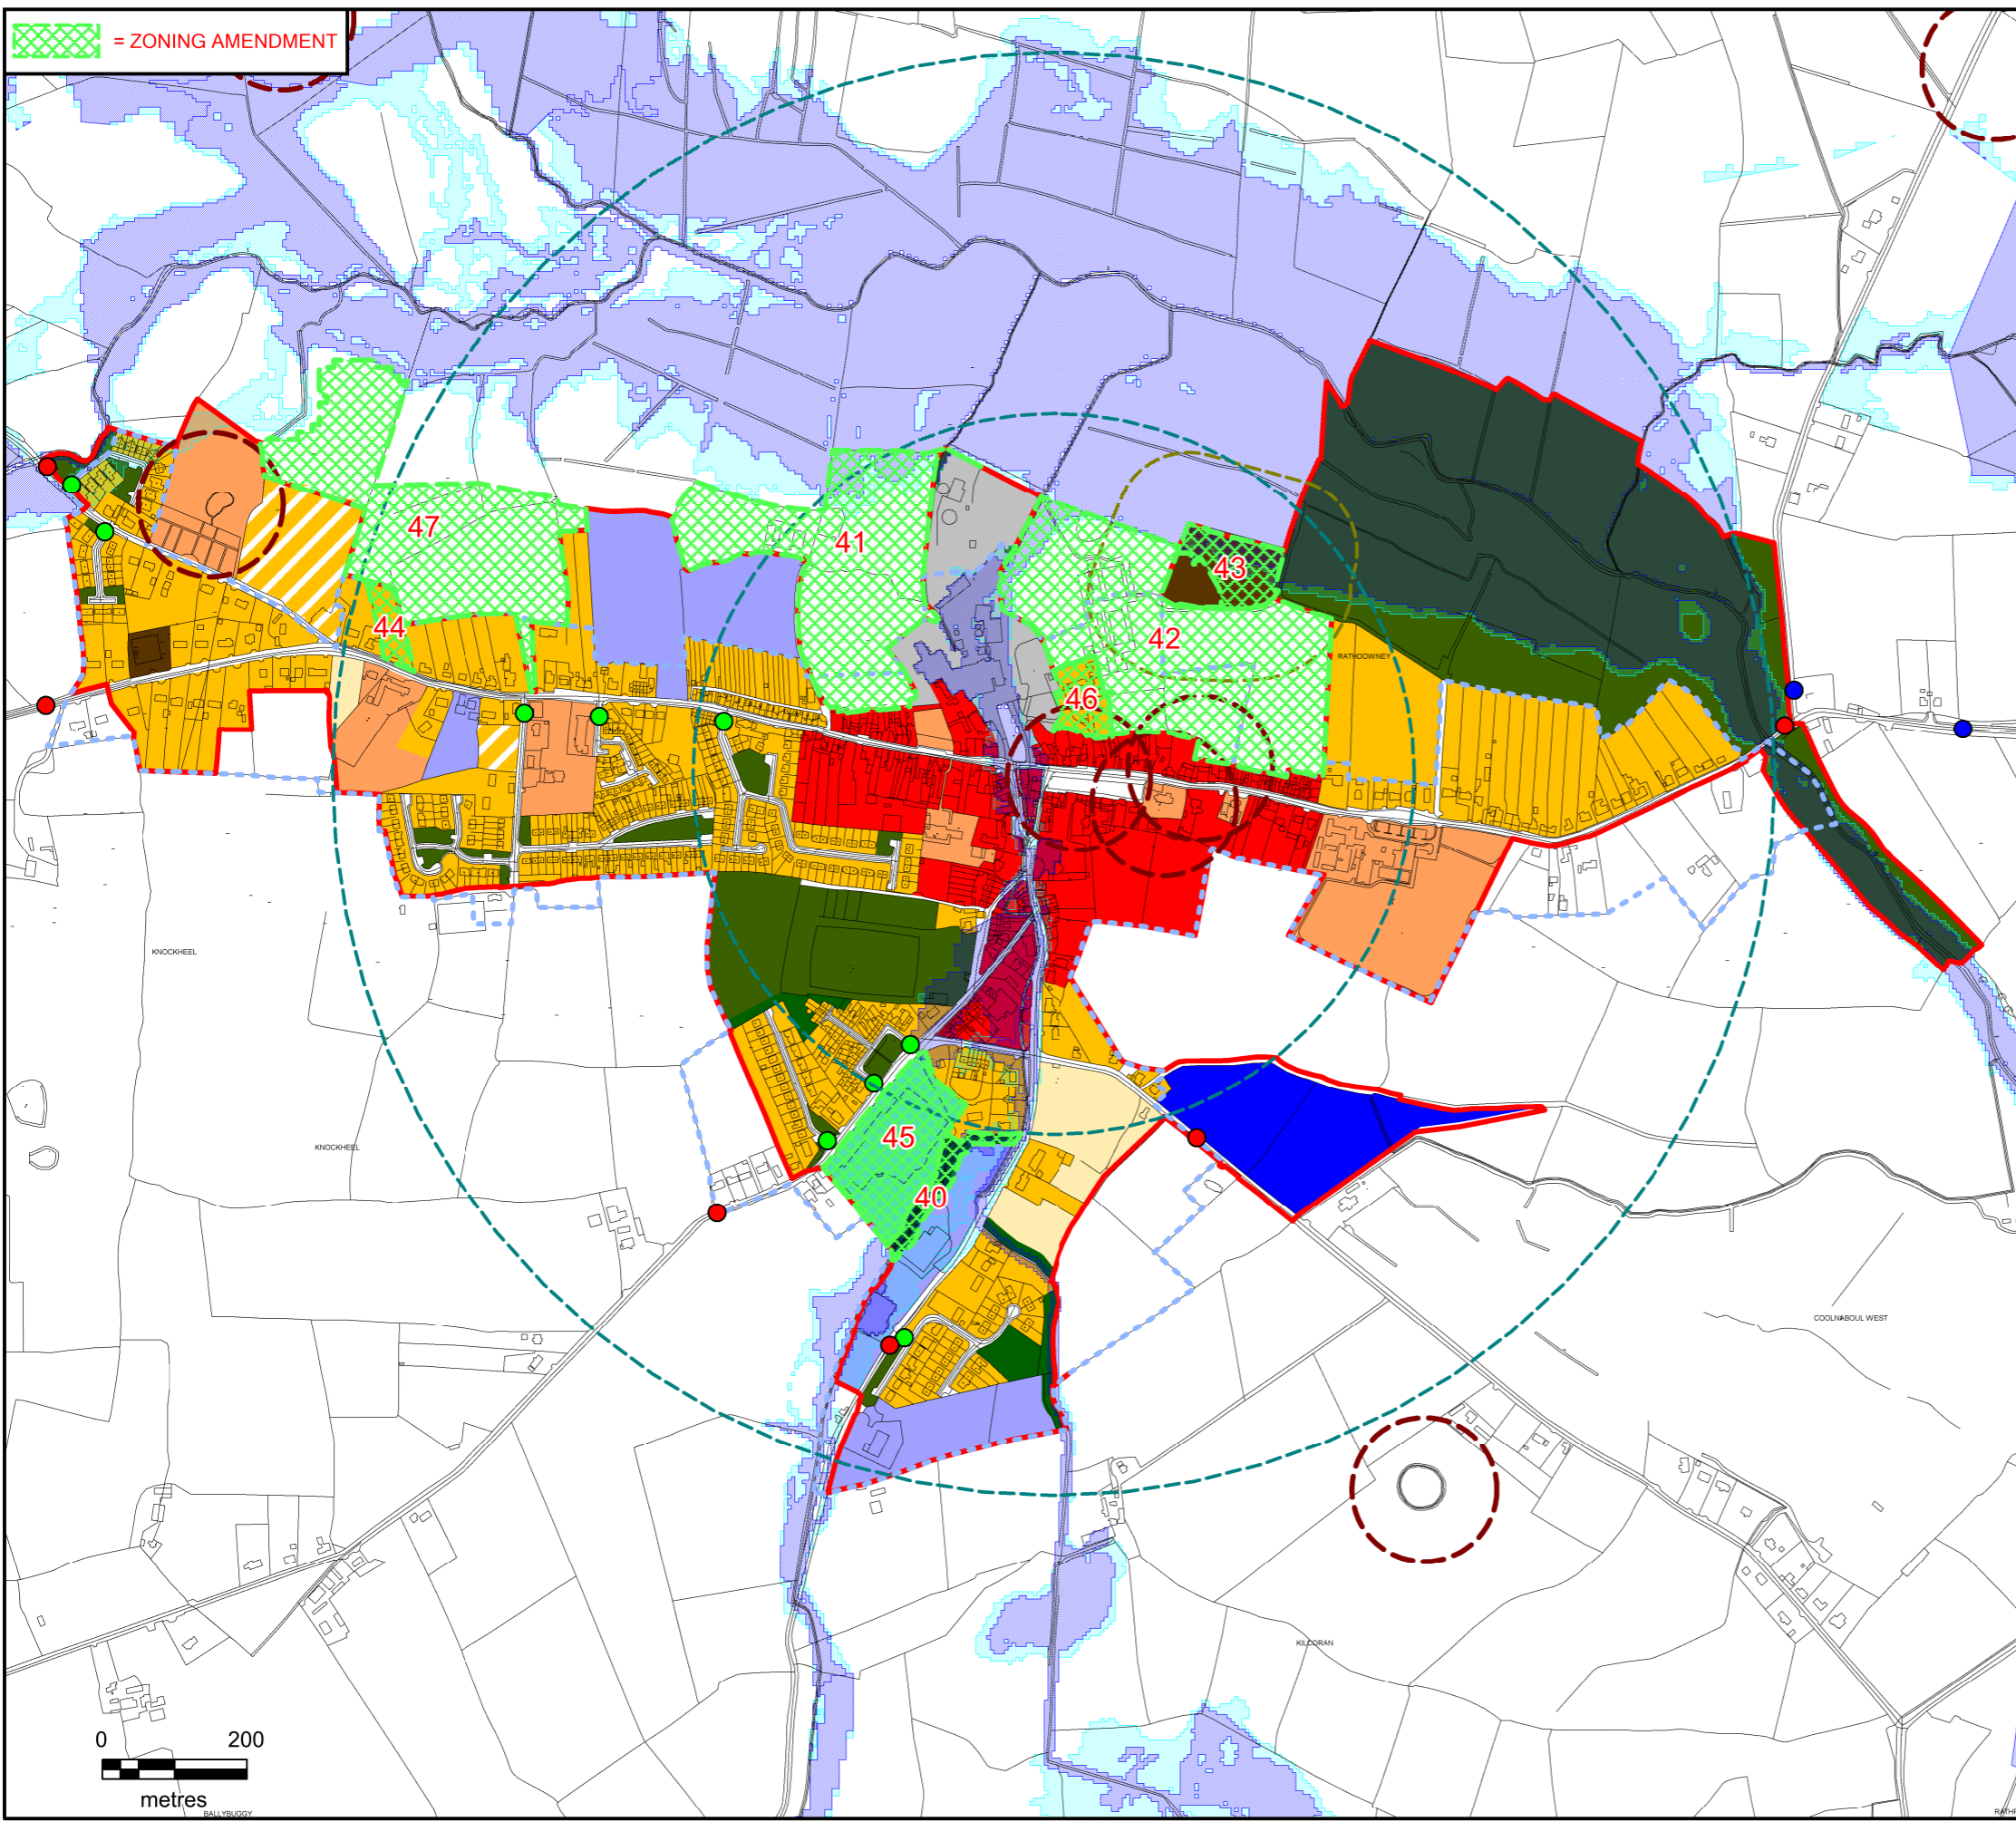 = ZONING AMENDMENT
47
41
43
44
42
RATHDOWNEY
46
KNOCKHEEL
45
KNOCKHEEL
40
COOLNABOUL WEST
KILCORAN
0 200
metres
BALLYBUGGY